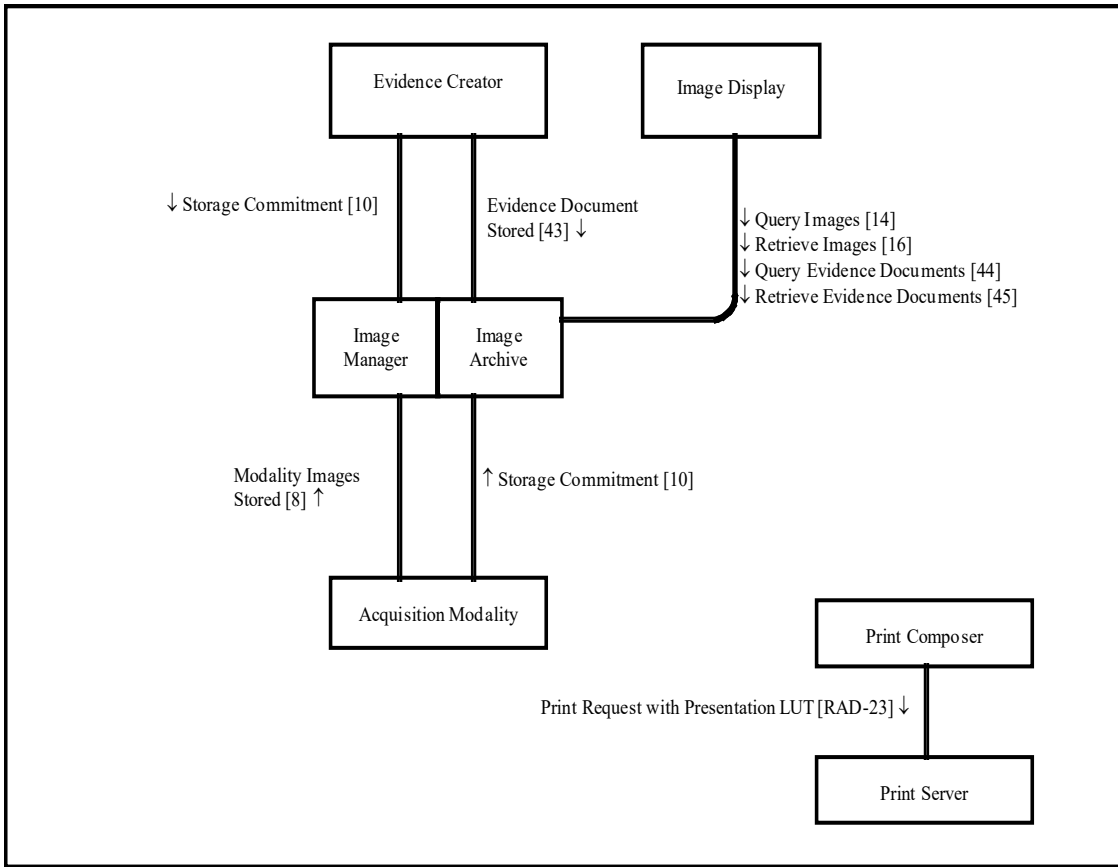 Evidence Creator
Image Display
↓ Storage Commitment [10]
Evidence Document
Stored [43] ↓
↓ Query Images [14]
↓ Retrieve Images [16]
↓ Query Evidence Documents [44]
↓ Retrieve Evidence Documents [45]
Image
Manager
Image
Archive
Modality Images
Stored [8] ↑
↑ Storage Commitment [10]
Acquisition Modality
Print Composer
Print Request with Presentation LUT [RAD-23] ↓
Print Server